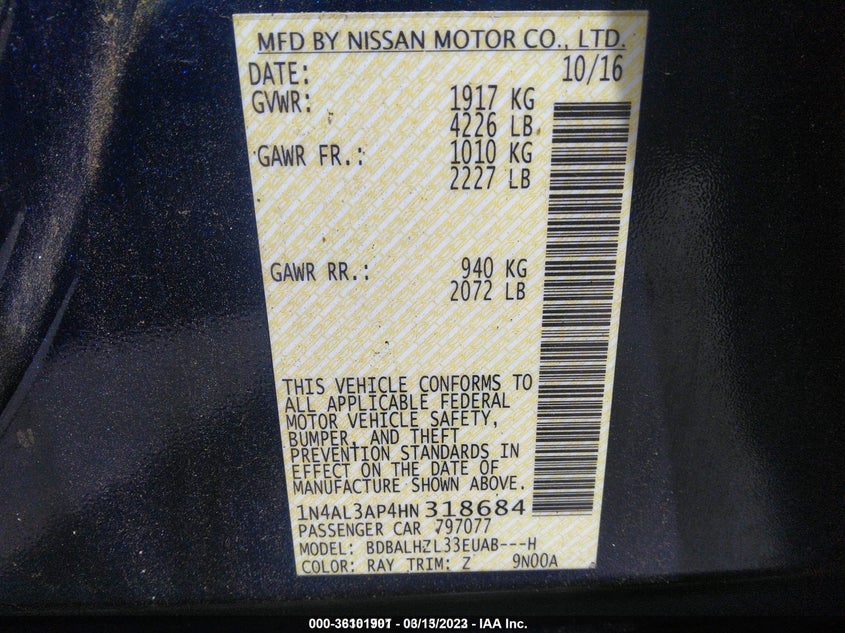 MFD BY NISSAN MOTOR CO., LTD.
DATE: 10/16
GVWR: 1917 KG
4226 LB
GAWR FR.: 1010 KG
2227 LB
GAWR RR.: 940 KG
2072 LB
THIS VEHICLE CONFORMS TO
ALL APPLICABLE FEDERAL
MOTOR VEHICLE SAFETY,
BUMPER, AND THEFT
PREVENTION STANDARDS IN
EFFECT ON THE DATE OF
MANUFACTURE SHOWN ABOVE.
1N4AL3AP4HN318684
PASSENGER CAR 797077
MODEL: BDBALHZL33EUAB---H
COLOR: RAY TRIM: Z 9N00A
- IAA Inc.